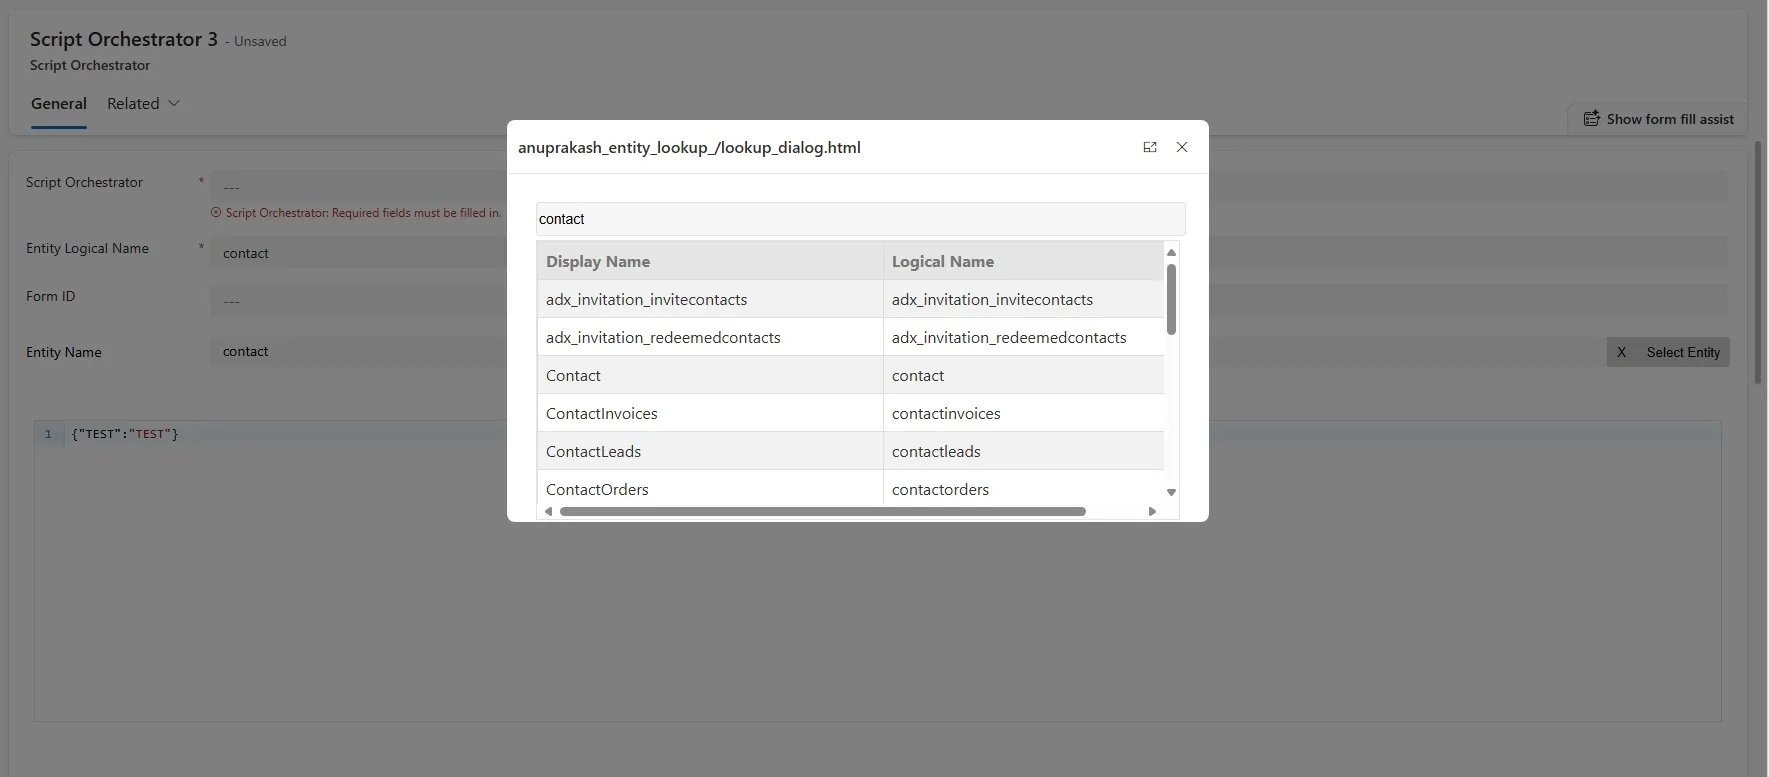 Script Orchestrator 3 - Unsaved
Script Orchestrator
General Related
Show form fill assist
anuprakash_entity_lookup_/lookup_dialog.html
Script Orchestrator * ---
Script Orchestrator: Required fields must be filled in.
Entity Logical Name * contact
Form ID ---
Entity Name contact X Select Entity
contact
Display Name Logical Name
adx_invitation_invitecontacts adx_invitation_invitecontacts
adx_invitation_redeemedcontacts adx_invitation_redeemedcontacts
Contact contact
ContactInvoices contactinvoices
ContactLeads contactleads
ContactOrders contactorders
1 {"TEST":"TEST"}